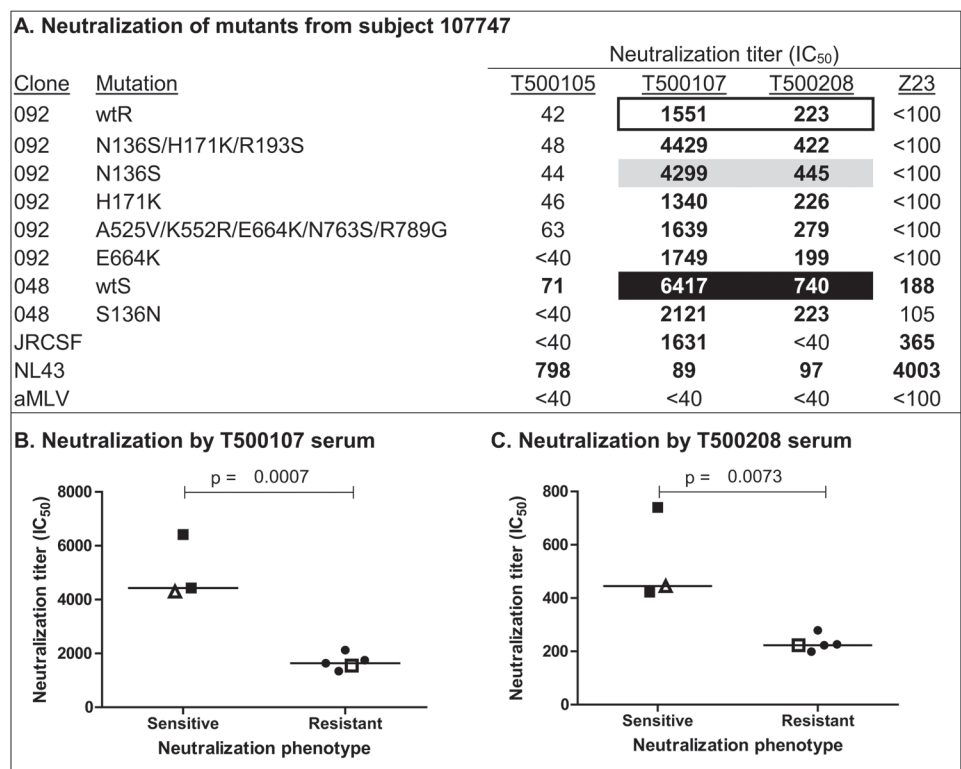 A. Neutralization of mutants from subject 107747
Neutralization titer (IC50)
Clone Mutation T500105 T500107 T500208 Z23
092 wtR 42 1551 223 <100
092 N136S/H171K/R193S 48 4429 422 <100
092 N136S 44 4299 445 <100
092 H171K 46 1340 226 <100
092 A525V/K552R/E664K/N763S/R789G 63 1639 279 <100
092 E664K <40 1749 199 <100
048 wtS 71 6417 740 188
048 S136N <40 2121 223 105
JRCSF <40 1631 <40 365
NL43 798 89 97 4003
aMLV <40 <40 <40 <100
B. Neutralization by T500107 serum
p = 0.0007
Neutralization titer (IC50)
8000
6000
4000
2000
0
Sensitive Resistant
Neutralization phenotype
C. Neutralization by T500208 serum
p = 0.0073
Neutralization titer (IC50)
800
600
400
200
0
Sensitive Resistant
Neutralization phenotype